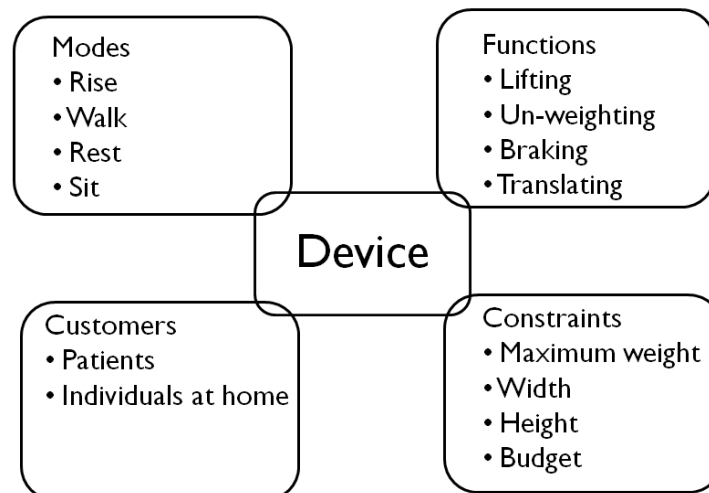 Modes
• Rise
• Walk
• Rest
• Sit
Functions
• Lifting
• Un-weighting
• Braking
• Translating
Device
Customers
• Patients
• Individuals at home
Constraints
• Maximum weight
• Width
• Height
• Budget